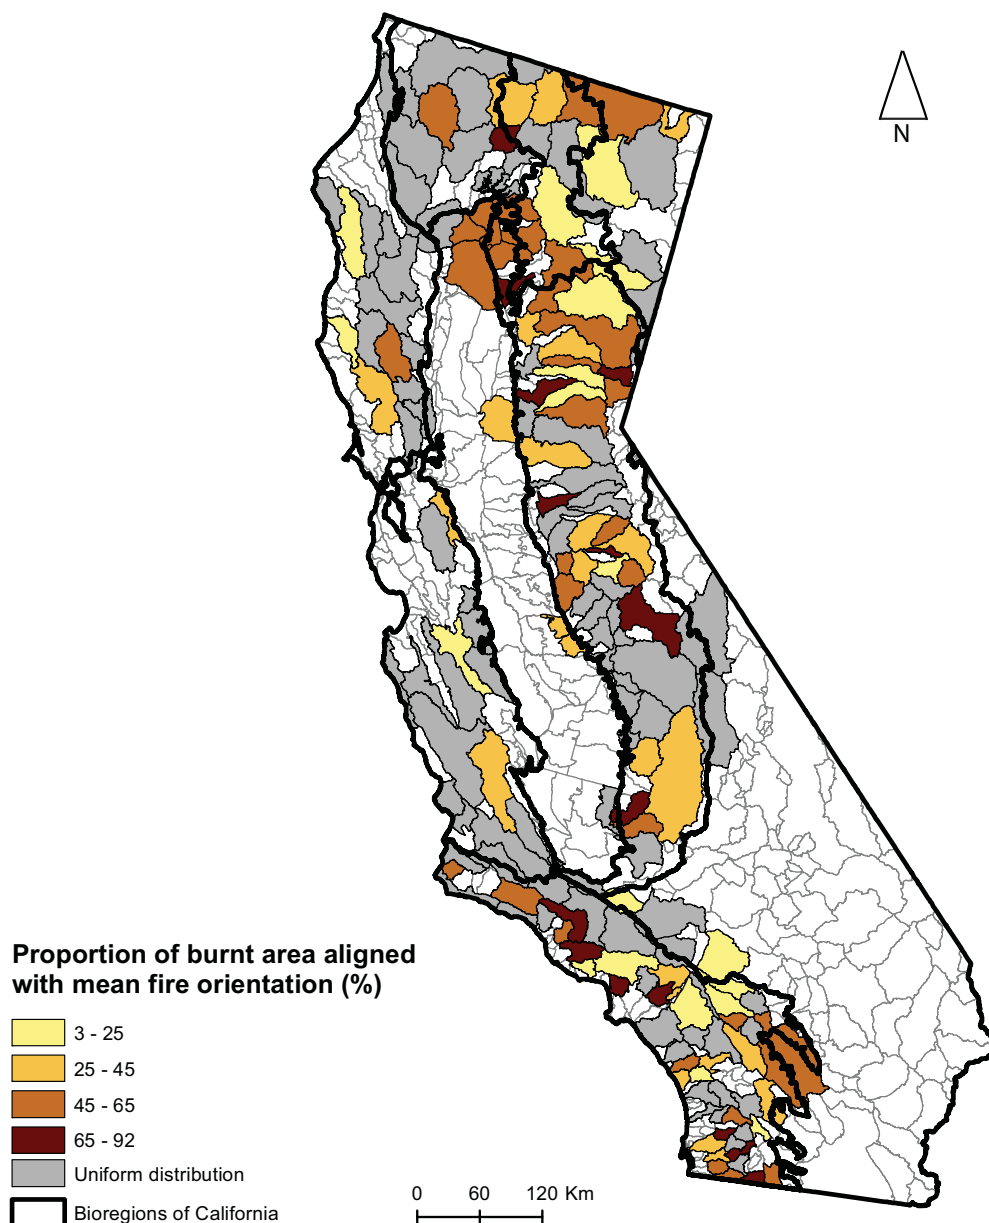 N
Proportion of burnt area aligned
with mean fire orientation (%)
3 - 25
25 - 45
45 - 65
65 - 92
Uniform distribution
Bioregions of California
0 60 120 Km